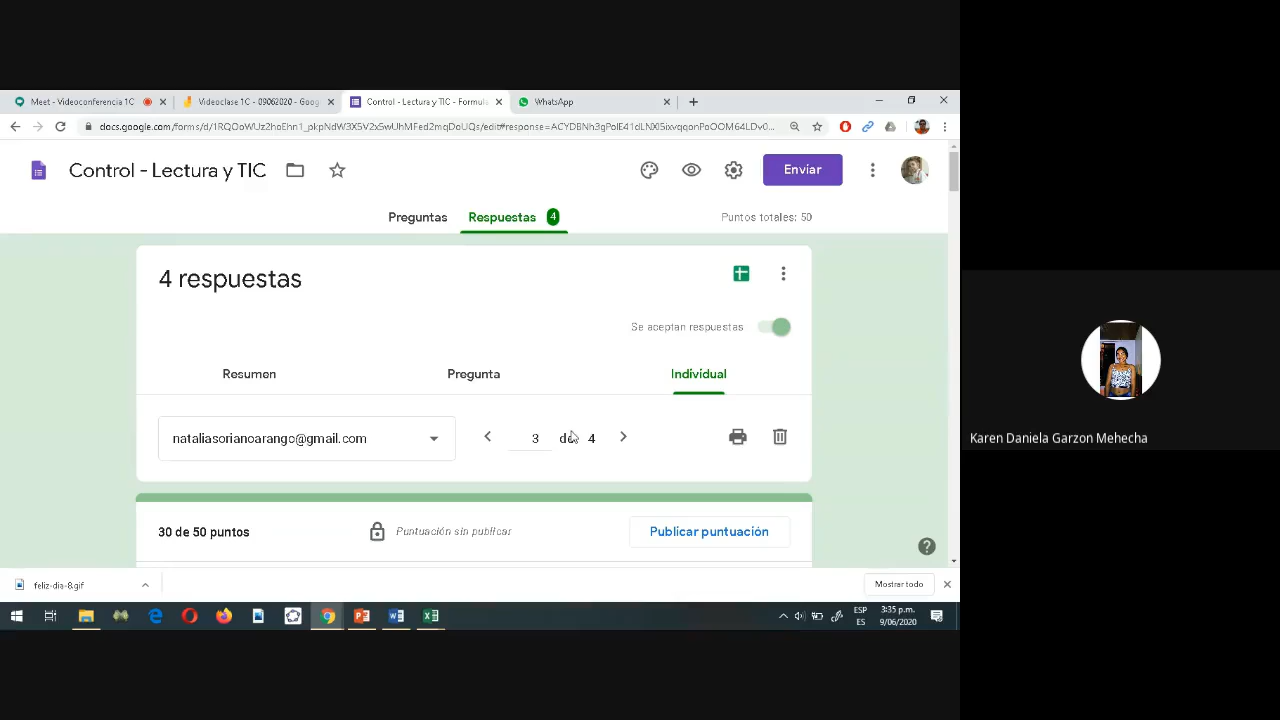 Meet - Videoconferencia 1C
Videoclase 1C - 09062020 - Goog
Control - Lectura y TIC - Formula
WhatsApp
Control - Lectura y TIC
Enviar
Preguntas
Respuestas 4
Puntos totales: 50
4 respuestas
Se aceptan respuestas
Resumen
Pregunta
Individual
nataliasorianoarango@gmail.com
3 de 4
Karen Daniela Garzon Mehecha
30 de 50 puntos
Puntuación sin publicar
Publicar puntuación
feliz-dia-8.gif
Mostrar todo
ESP
ES
3:35 p.m.
9/06/2020